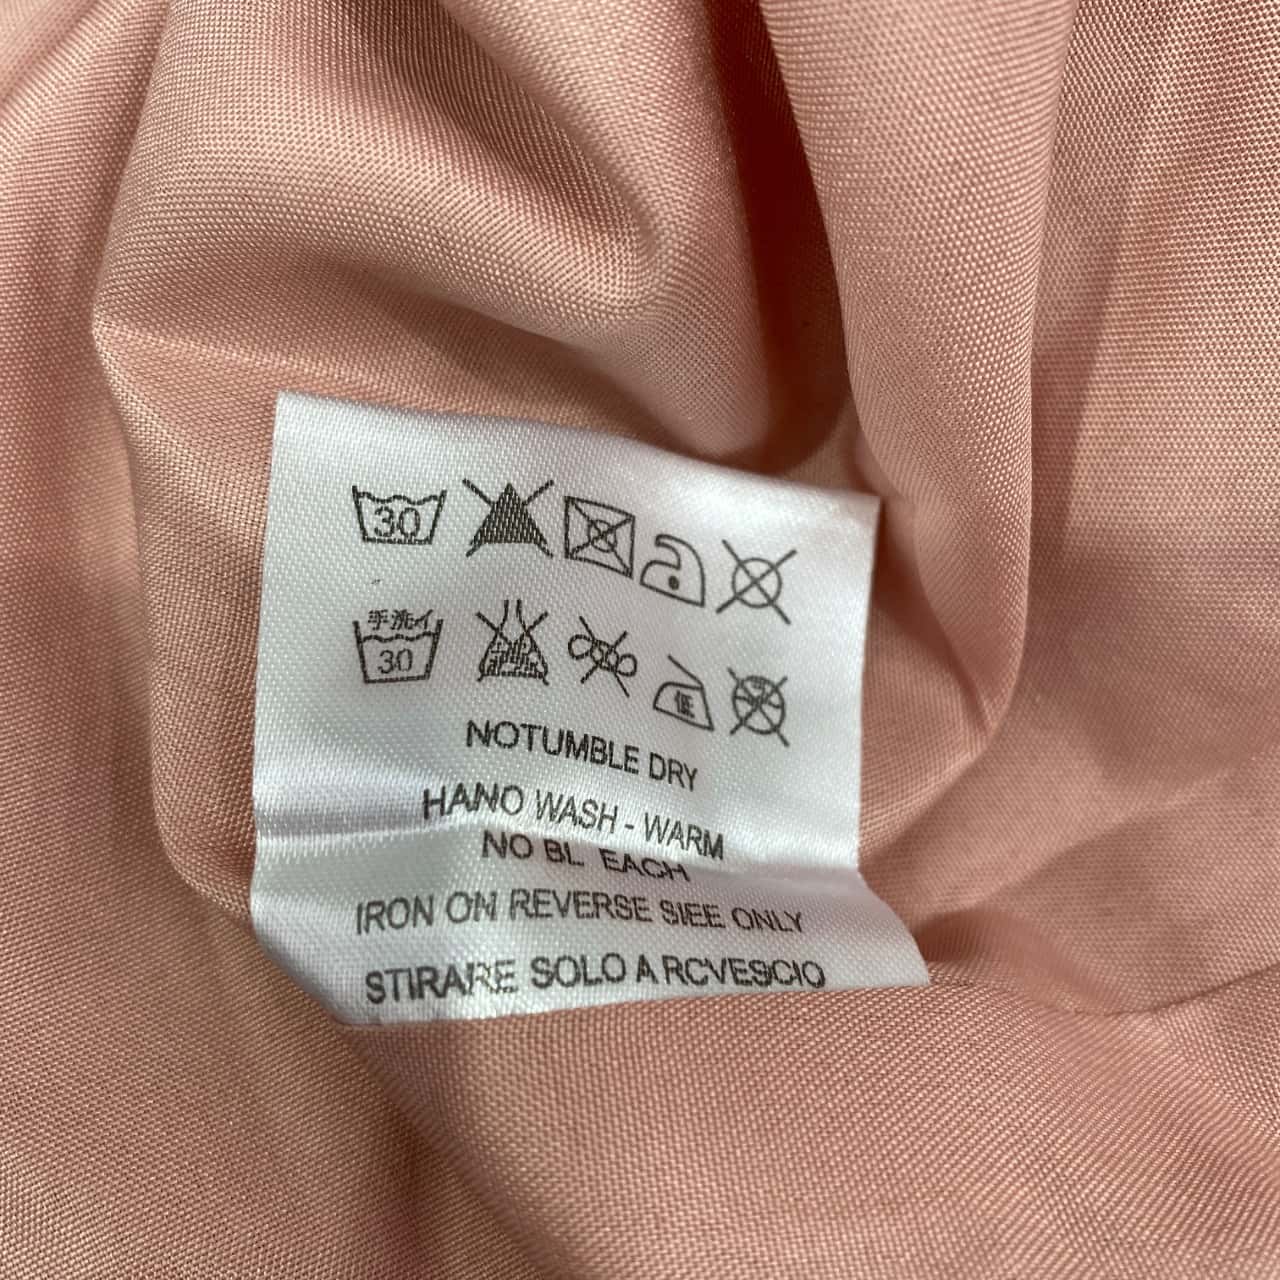 30
手洗イ
30 低
NOTUMBLE DRY
HANO WASH - WARM
NO BL EACH
IRON ON REVERSE SIEE ONLY
STIRARE SOLO A RCVESCIO